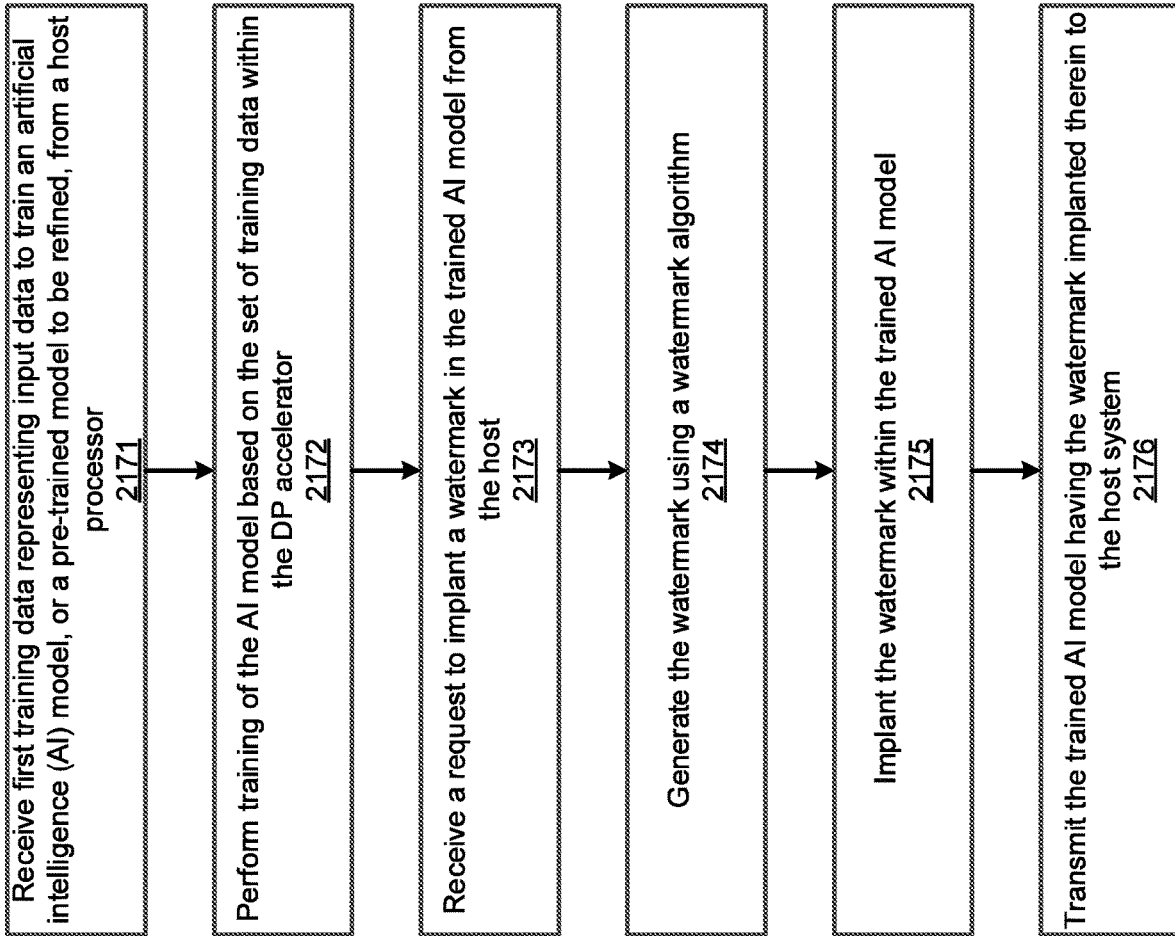 Receive first training data representing input data to train an artificial
intelligence (AI) model, or a pre-trained model to be refined, from a host
processor
2171
Perform training of the AI model based on the set of training data within
the DP accelerator
2172
Receive a request to implant a watermark in the trained AI model from
the host
2173
Generate the watermark using a watermark algorithm
2174
Implant the watermark within the trained AI model
2175
Transmit the trained AI model having the watermark implanted therein to
the host system
2176